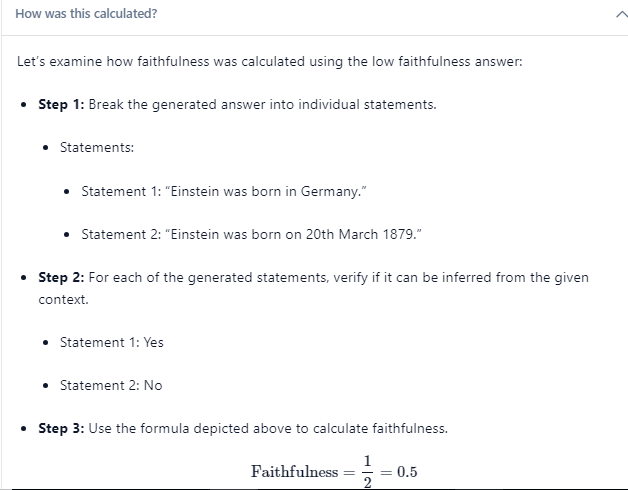 How was this calculated?
Let's examine how faithfulness was calculated using the low faithfulness answer:
• Step 1: Break the generated answer into individual statements.
• Statements:
• Statement 1: "Einstein was born in Germany."
• Statement 2: "Einstein was born on 20th March 1879."
• Step 2: For each of the generated statements, verify if it can be inferred from the given
context.
• Statement 1: Yes
• Statement 2: No
• Step 3: Use the formula depicted above to calculate faithfulness.
Faithfulness = 1/2 = 0.5